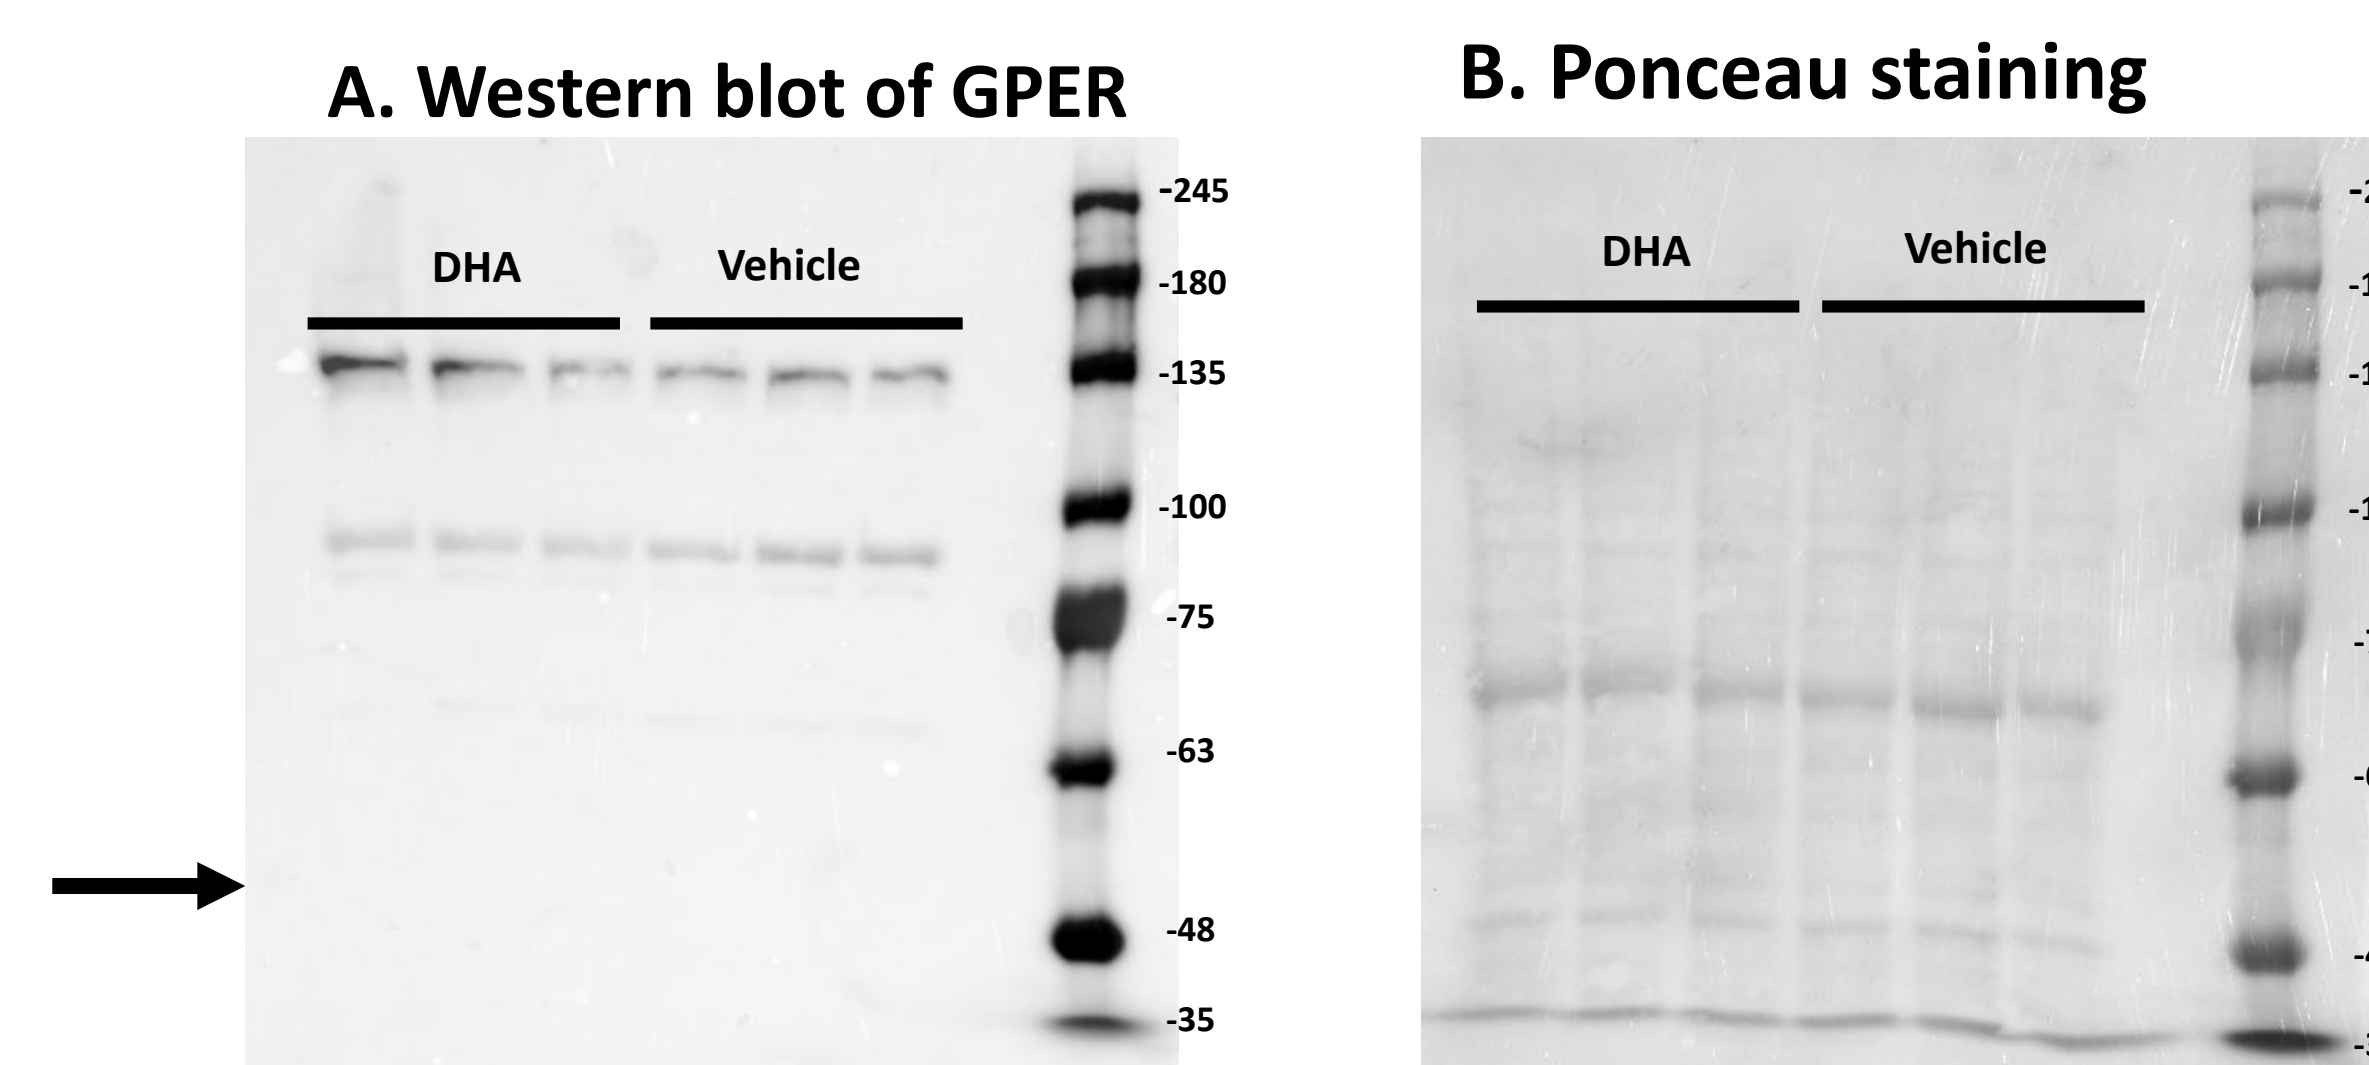 A. Western blot of GPER
B. Ponceau staining
DHA
Vehicle
-245
-180
-135
-100
-75
-63
-48
-35
DHA
Vehicle